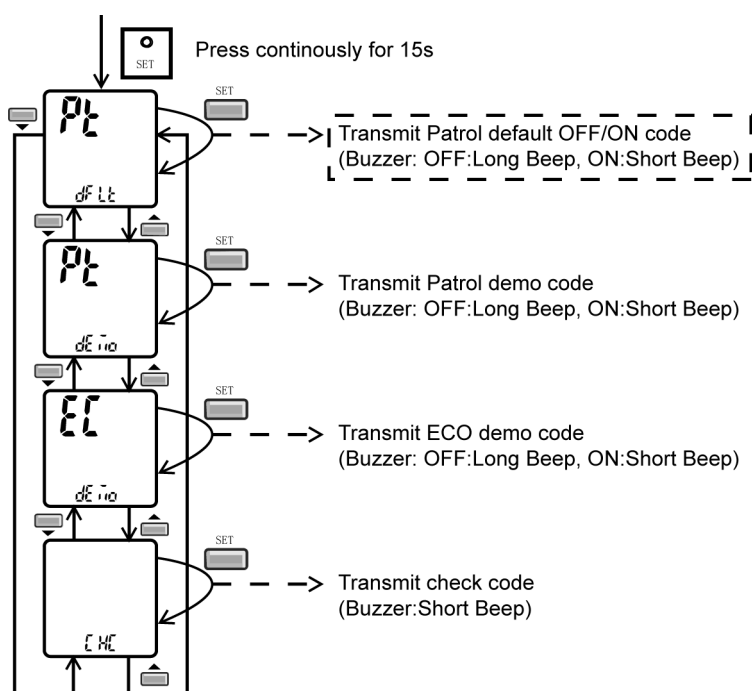 SET
Press continously for 15s
Pt
SET
Transmit Patrol default OFF/ON code
(Buzzer: OFF:Long Beep, ON:Short Beep)
dFLt
Pt
SET
Transmit Patrol demo code
(Buzzer: OFF:Long Beep, ON:Short Beep)
dEmo
EC
SET
Transmit ECO demo code
(Buzzer: OFF:Long Beep, ON:Short Beep)
dEmo
SET
Transmit check code
(Buzzer:Short Beep)
CHC